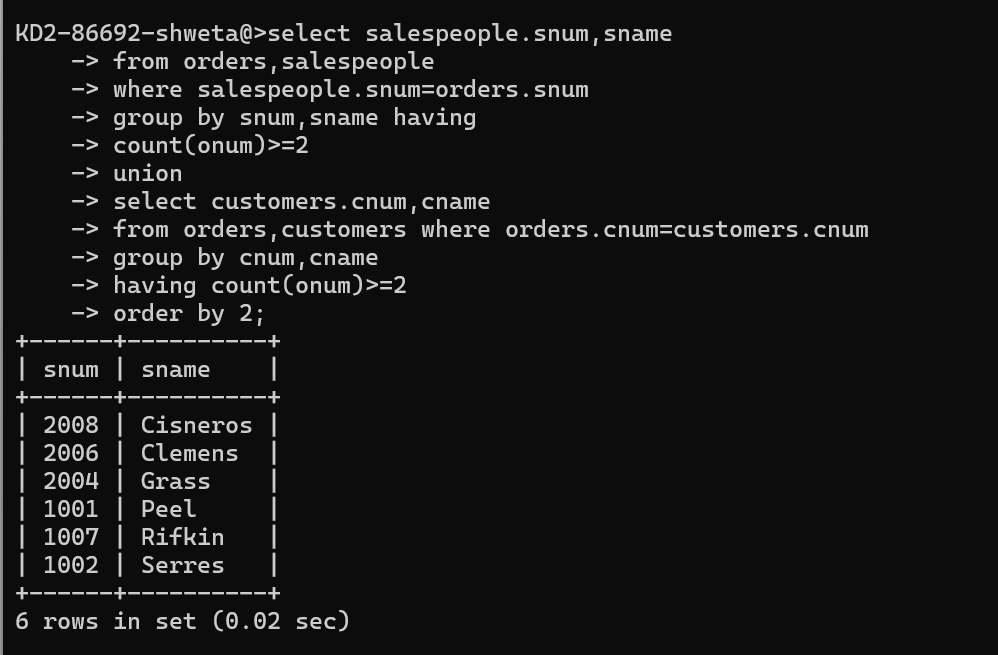 KD2-86692-shweta@>select salespeople.snum,sname
    -> from orders,salespeople
    -> where salespeople.snum=orders.snum
    -> group by snum,sname having
    -> count(onum)>=2
    -> union
    -> select customers.cnum,cname
    -> from orders,customers where orders.cnum=customers.cnum
    -> group by cnum,cname
    -> having count(onum)>=2
    -> order by 2;
+------+----------+
| snum | sname    |
+------+----------+
| 2008 | Cisneros |
| 2006 | Clemens  |
| 2004 | Grass    |
| 1001 | Peel     |
| 1007 | Rifkin   |
| 1002 | Serres   |
+------+----------+
6 rows in set (0.02 sec)